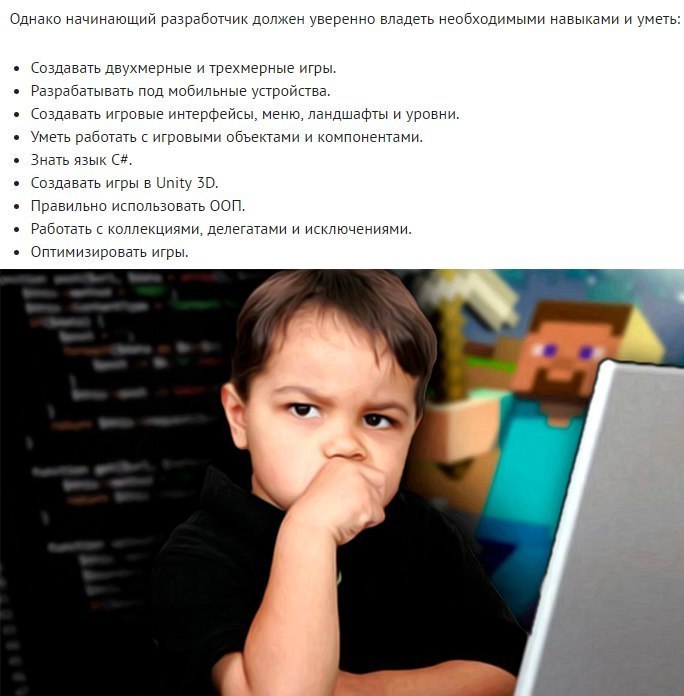 Однако начинающий разработчик должен уверенно владеть необходимыми навыками и уметь:
• Создавать двухмерные и трехмерные игры.
• Разрабатывать под мобильные устройства.
• Создавать игровые интерфейсы, меню, ландшафты и уровни.
• Уметь работать с игровыми объектами и компонентами.
• Знать язык C#.
• Создавать игры в Unity 3D.
• Правильно использовать ООП.
• Работать с коллекциями, делегатами и исключениями.
• Оптимизировать игры.